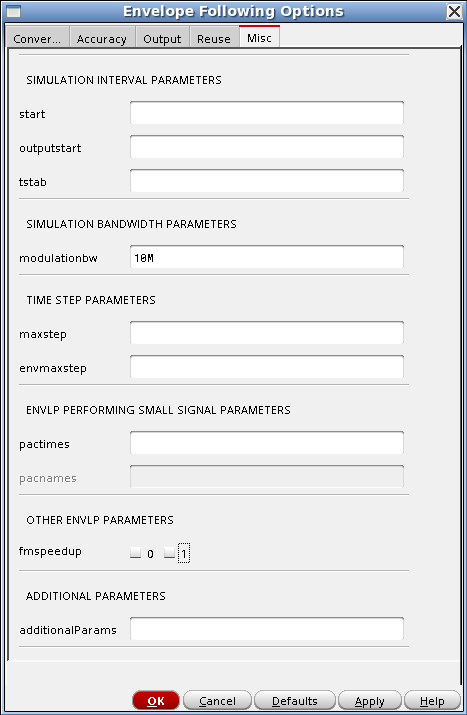 Envelope Following Options
Conver... Accuracy Output Reuse Misc
SIMULATION INTERVAL PARAMETERS
start
outputstart
tstab
SIMULATION BANDWIDTH PARAMETERS
modulationbw 10M
TIME STEP PARAMETERS
maxstep
envmaxstep
ENVLP PERFORMING SMALL SIGNAL PARAMETERS
pactimes
pacnames
OTHER ENVLP PARAMETERS
fmspeedup 0 1
ADDITIONAL PARAMETERS
additionalParams
OK Cancel Defaults Apply Help